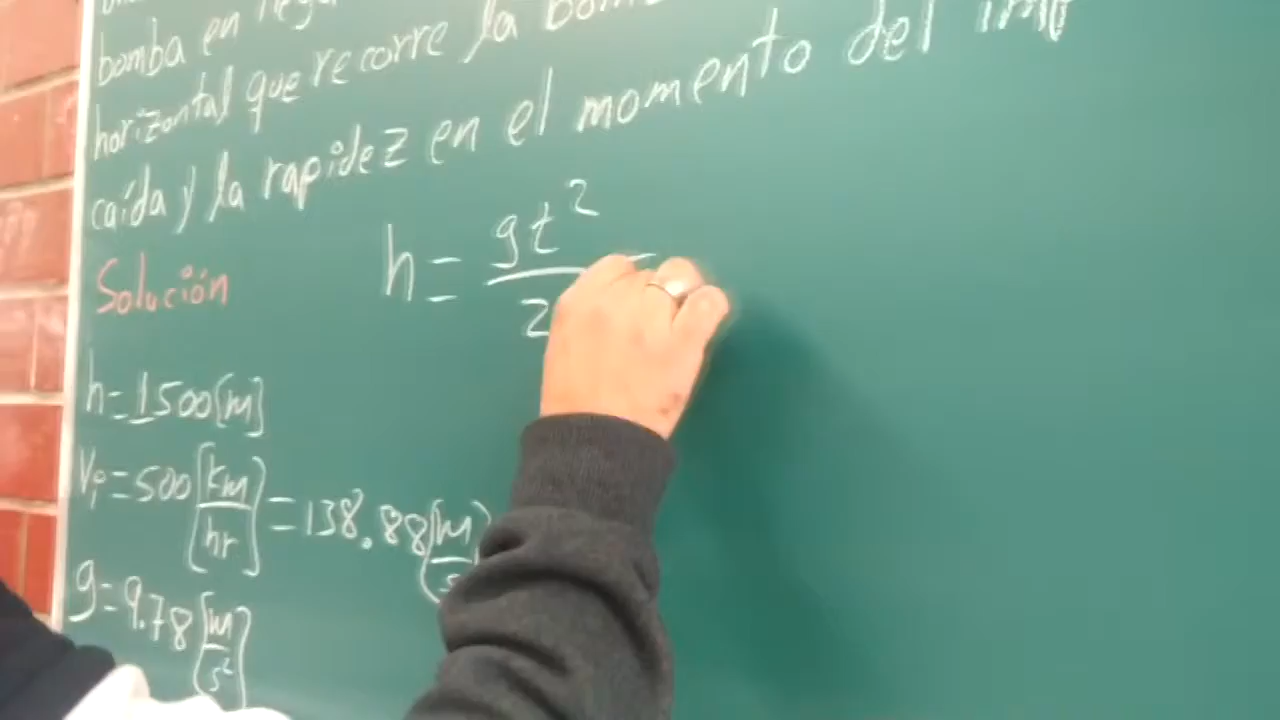 bomba en
horizontal que recorre la
caída y la rapidez en el momento del
Solución
h = gt² / 2 =
h = 1500 [m]
Vi = 500 [km/hr] = 138.88 [m/s]
g = 9.78 [m/s²]